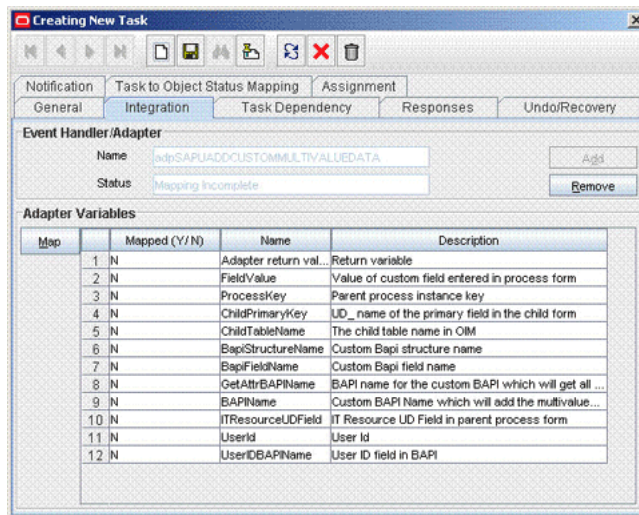 Creating New Task
Notification Task to Object Status Mapping Assignment
General Integration Task Dependency Responses Undo/Recovery
Event Handler/Adapter
Name adpSAPUADDCUSTOMMULTIVALUEDATA Add
Status Mapping Incomplete Remove
Adapter Variables
Map Mapped (Y/N) Name Description
1 N Adapter return val... Return variable
2 N FieldValue Value of custom field entered in process form
3 N ProcessKey Parent process instance key
4 N ChildPrimaryKey UD_ name of the primary field in the child form
5 N ChildTableName The child table name in OIM
6 N BapiStructureName Custom Bapi structure name
7 N BapiFieldName Custom Bapi field name
8 N GetAttrBAPIName BAPI name for the custom BAPI which will get all ...
9 N BAPIName Custom BAPI Name which will add the multivalue...
10 N ITResourceUDField IT Resource UD Field in parent process form
11 N UserId User Id
12 N UserIDBAPIName User ID field in BAPI